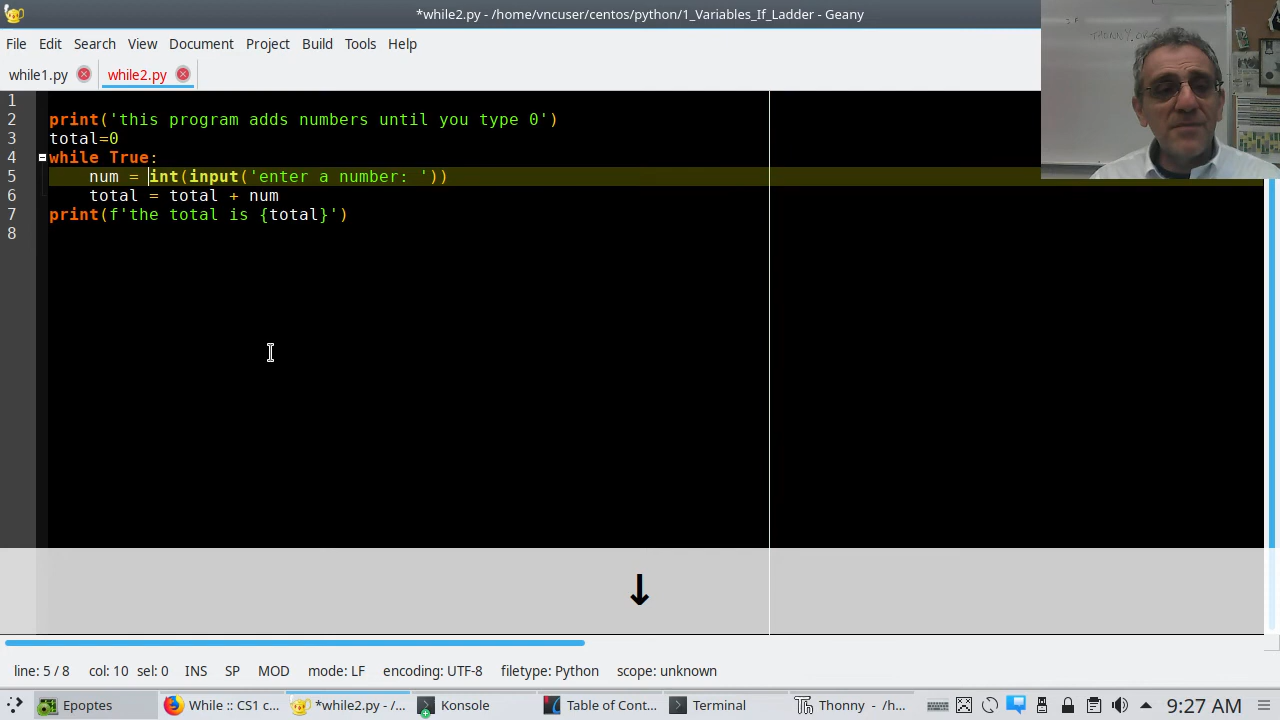 *while2.py - /home/vncuser/centos/python/1_Variables_If_Ladder - Geany
File Edit Search View Document Project Build Tools Help
while1.py while2.py
1
2 print('this program adds numbers until you type 0')
3 total=0
4 while True:
5 num = int(input('enter a number: '))
6 total = total + num
7 print(f'the total is {total}')
8
↓
line: 5 / 8 col: 10 sel: 0 INS SP MOD mode: LF encoding: UTF-8 filetype: Python scope: unknown
Epoptes While :: CS1 c... *while2.py - /... Konsole Table of Cont... Terminal Thonny - /h... 9:27 AM